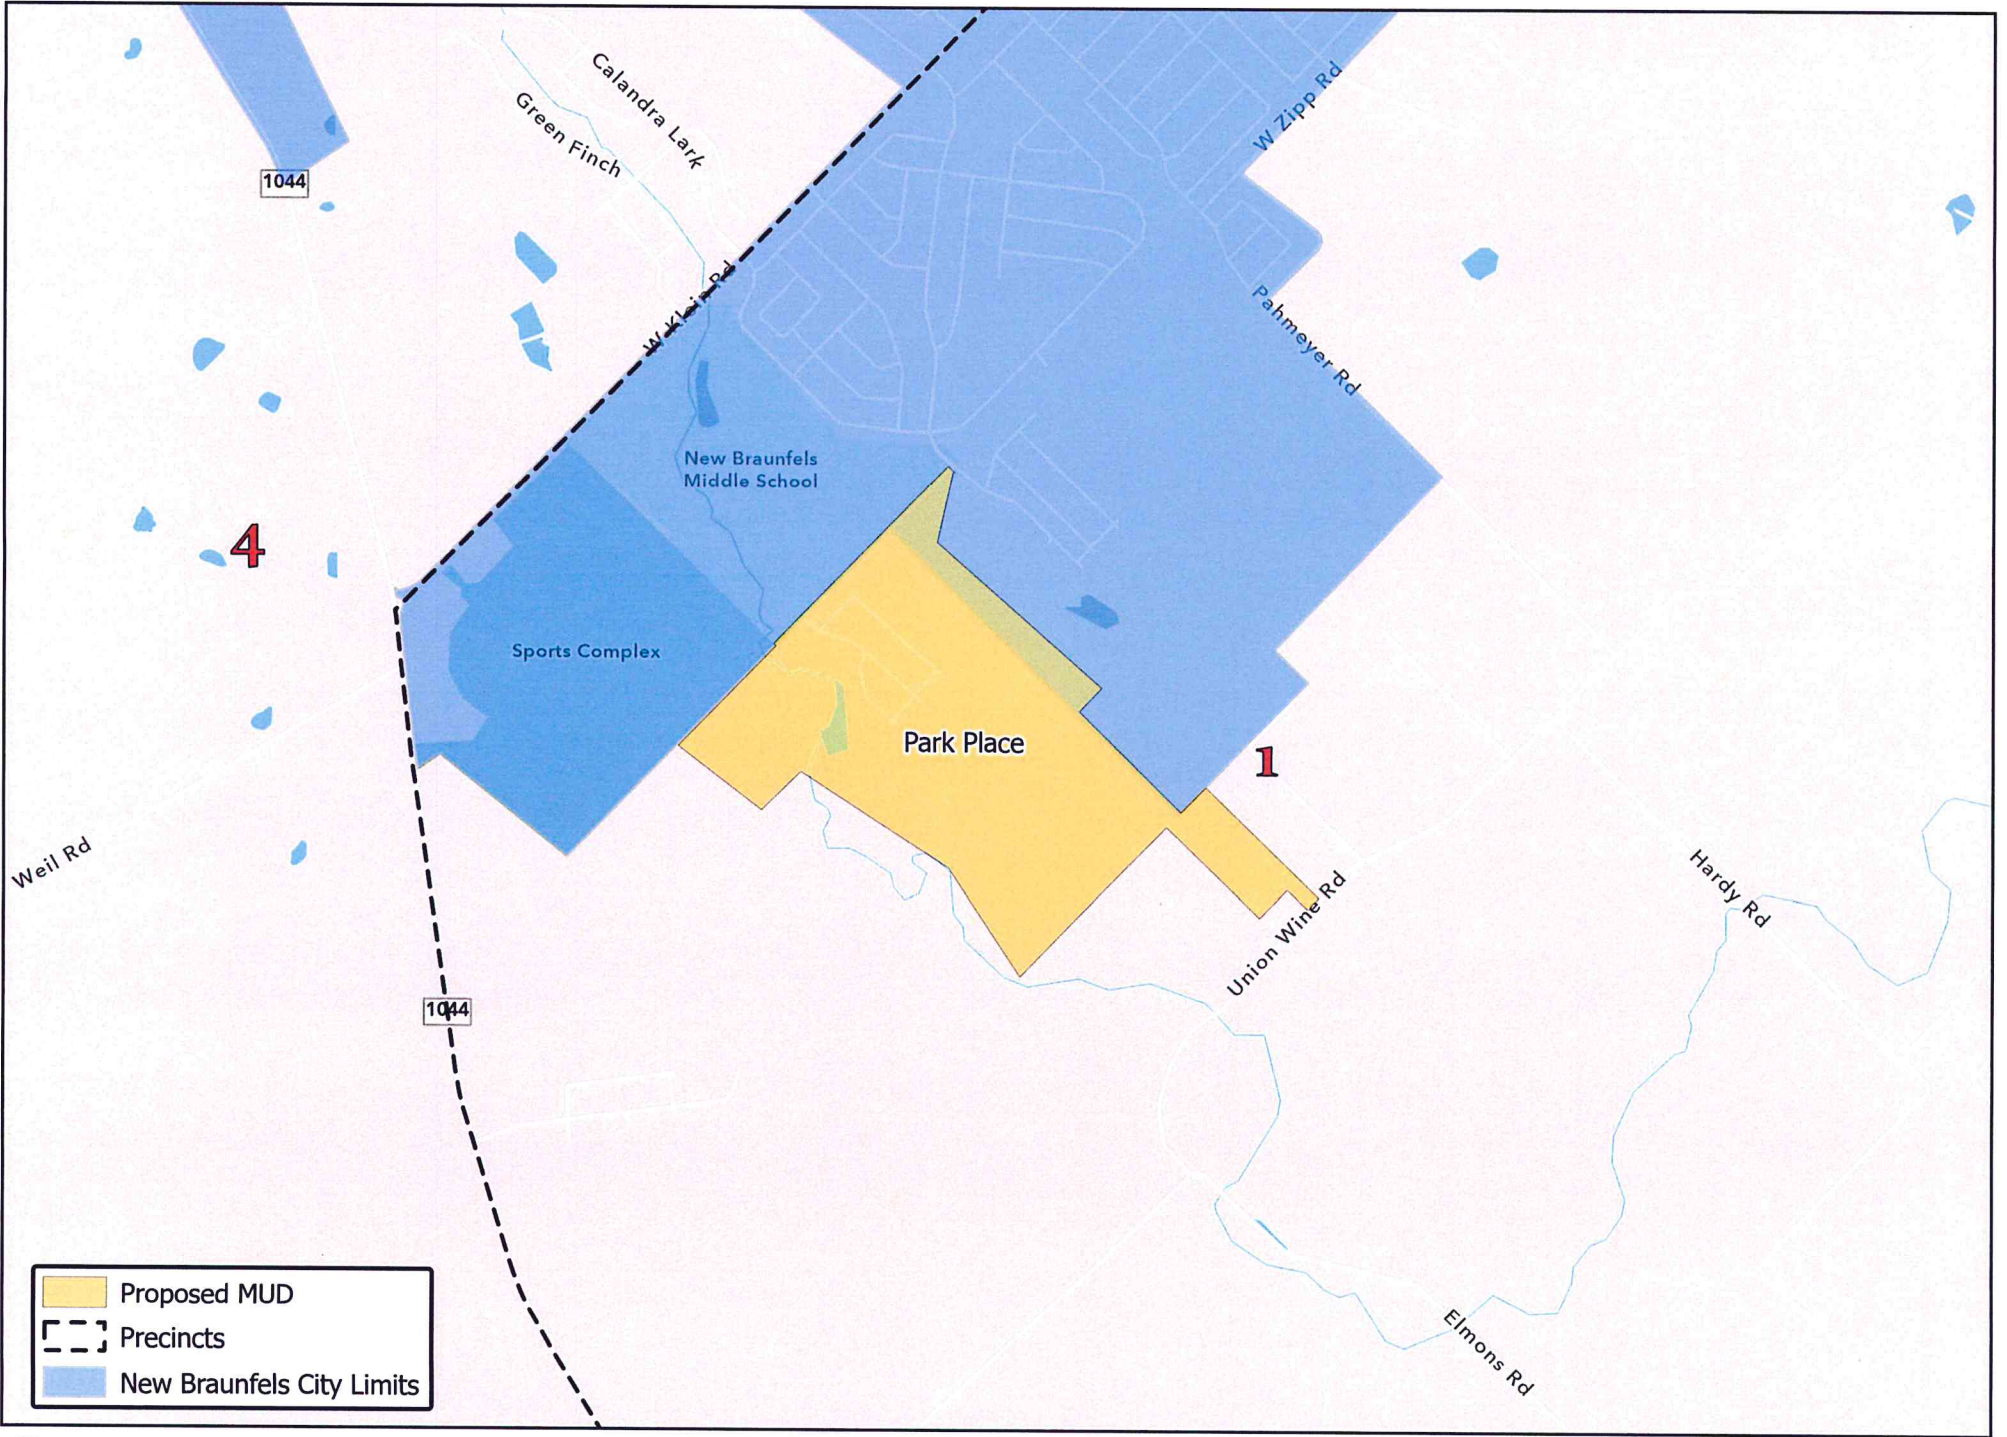 Calandra Lark
Green Finch
W Zipp Rd
1044
W Klein Rd
Pahmeyer Rd
New Braunfels
Middle School
4
Sports Complex
Park Place
1
Weil Rd
Hardy Rd
Union Wine Rd
1044
Elmons Rd
Proposed MUD
Precincts
New Braunfels City Limits